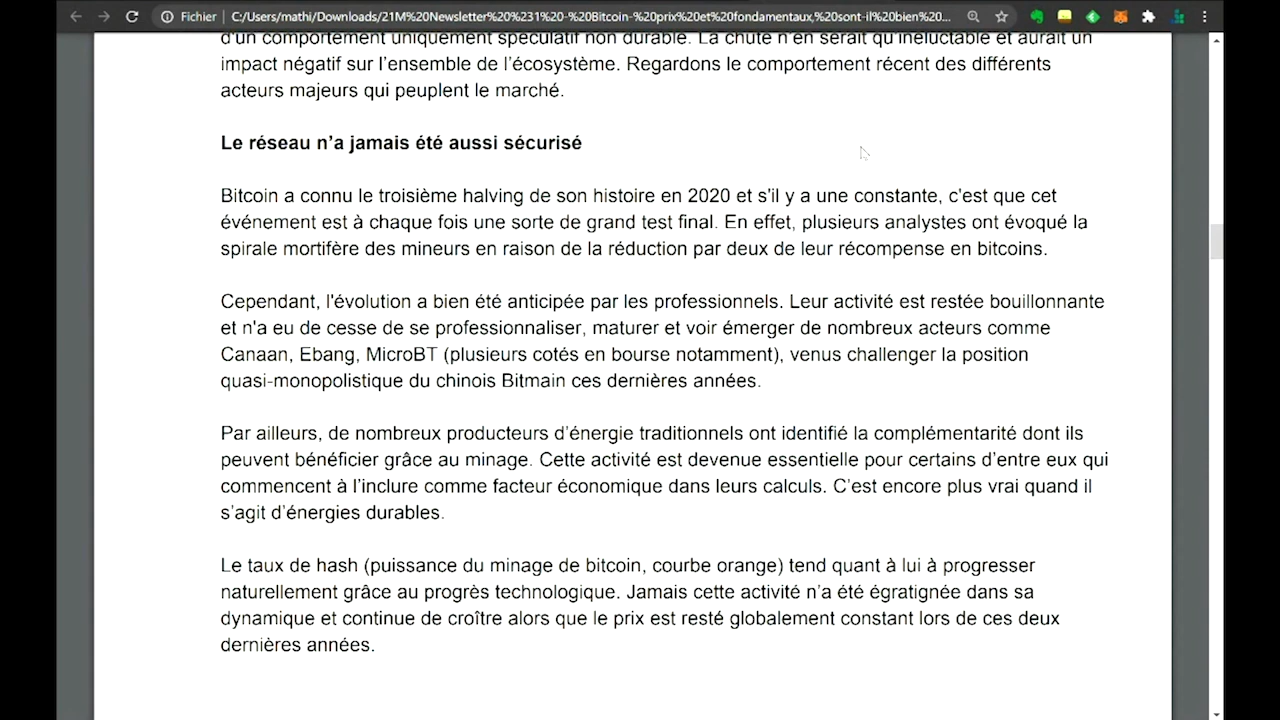 Fichier | C:/Users/mathi/Downloads/21M%20Newsletter%20%231%20-%20Bitcoin-%20prix%20et%20fondamentaux,%20sont-il%20bien%20...
d'un comportement uniquement spéculatif non durable. La chute n'en serait qu'inéluctable et aurait un
impact négatif sur l'ensemble de l'écosystème. Regardons le comportement récent des différents
acteurs majeurs qui peuplent le marché.
Le réseau n'a jamais été aussi sécurisé
Bitcoin a connu le troisième halving de son histoire en 2020 et s'il y a une constante, c'est que cet
événement est à chaque fois une sorte de grand test final. En effet, plusieurs analystes ont évoqué la
spirale mortifère des mineurs en raison de la réduction par deux de leur récompense en bitcoins.
Cependant, l'évolution a bien été anticipée par les professionnels. Leur activité est restée bouillonnante
et n'a eu de cesse de se professionnaliser, maturer et voir émerger de nombreux acteurs comme
Canaan, Ebang, MicroBT (plusieurs cotés en bourse notamment), venus challenger la position
quasi-monopolistique du chinois Bitmain ces dernières années.
Par ailleurs, de nombreux producteurs d'énergie traditionnels ont identifié la complémentarité dont ils
peuvent bénéficier grâce au minage. Cette activité est devenue essentielle pour certains d'entre eux qui
commencent à l'inclure comme facteur économique dans leurs calculs. C'est encore plus vrai quand il
s'agit d'énergies durables.
Le taux de hash (puissance du minage de bitcoin, courbe orange) tend quant à lui à progresser
naturellement grâce au progrès technologique. Jamais cette activité n'a été égratignée dans sa
dynamique et continue de croître alors que le prix est resté globalement constant lors de ces deux
dernières années.